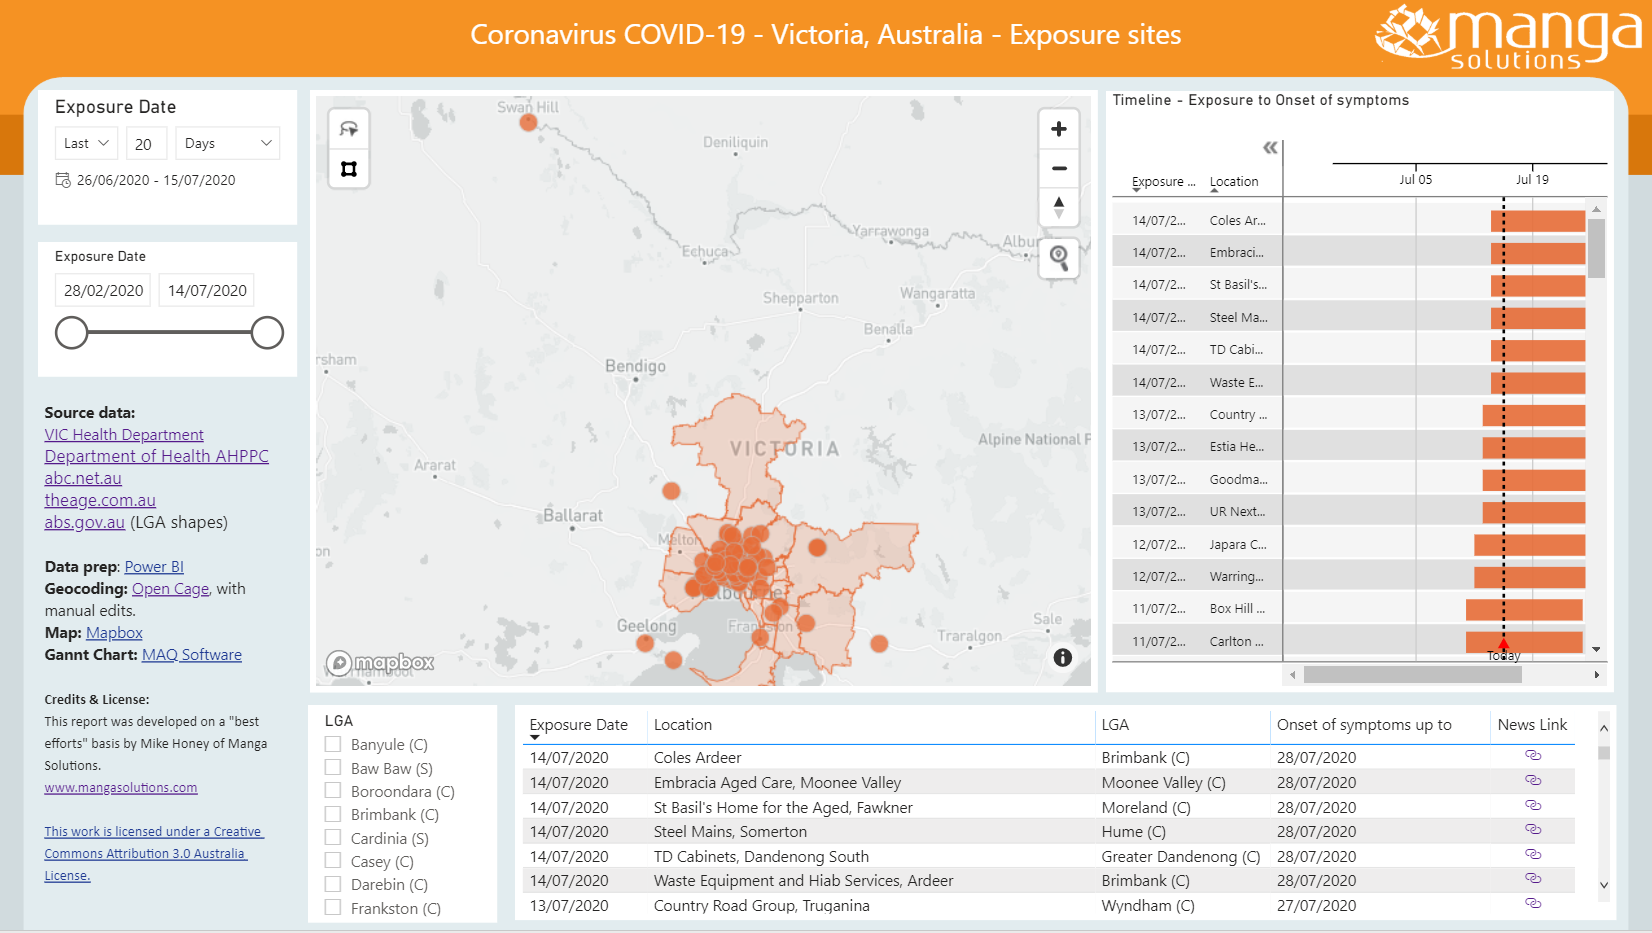 Coronavirus COVID-19 - Victoria, Australia - Exposure sites
manga
solutions
Exposure Date
Last 20 Days
26/06/2020 - 15/07/2020
Exposure Date
28/02/2020 14/07/2020
Source data:
VIC Health Department
Department of Health AHPPC
abc.net.au
theage.com.au
abs.gov.au (LGA shapes)
Data prep: Power BI
Geocoding: Open Cage, with
manual edits.
Map: Mapbox
Gannt Chart: MAQ Software
Credits & License:
This report was developed on a "best
efforts" basis by Mike Honey of Manga
Solutions.
www.mangasolutions.com
This work is licensed under a Creative
Commons Attribution 3.0 Australia
License.
Swan Hill
Deniliquin
Yarrawonga
Albu
Echuca
Shepparton
Wangaratta
Benalla
rsham
Bendigo
VICTORIA
Alpine National P
Ararat
Ballarat
Melton
on
elbourne
Geelong
Sale
Traralgon
mapbox
Timeline - Exposure to Onset of symptoms
Jul 05 Jul 19
Exposure ... Location
14/07/2... Coles Ar...
14/07/2... Embraci...
14/07/2... St Basil's...
14/07/2... Steel Ma...
14/07/2... TD Cabi...
14/07/2... Waste E...
13/07/2... Country ...
13/07/2... Estia He...
13/07/2... Goodma...
13/07/2... UR Next...
12/07/2... Japara C...
12/07/2... Warring...
11/07/2... Box Hill ...
11/07/2... Carlton ...
Today
LGA
Banyule (C)
Baw Baw (S)
Boroondara (C)
Brimbank (C)
Cardinia (S)
Casey (C)
Darebin (C)
Frankston (C)
Exposure Date Location LGA Onset of symptoms up to News Link
14/07/2020 Coles Ardeer Brimbank (C) 28/07/2020
14/07/2020 Embracia Aged Care, Moonee Valley Moonee Valley (C) 28/07/2020
14/07/2020 St Basil's Home for the Aged, Fawkner Moreland (C) 28/07/2020
14/07/2020 Steel Mains, Somerton Hume (C) 28/07/2020
14/07/2020 TD Cabinets, Dandenong South Greater Dandenong (C) 28/07/2020
14/07/2020 Waste Equipment and Hiab Services, Ardeer Brimbank (C) 28/07/2020
13/07/2020 Country Road Group, Truganina Wyndham (C) 27/07/2020